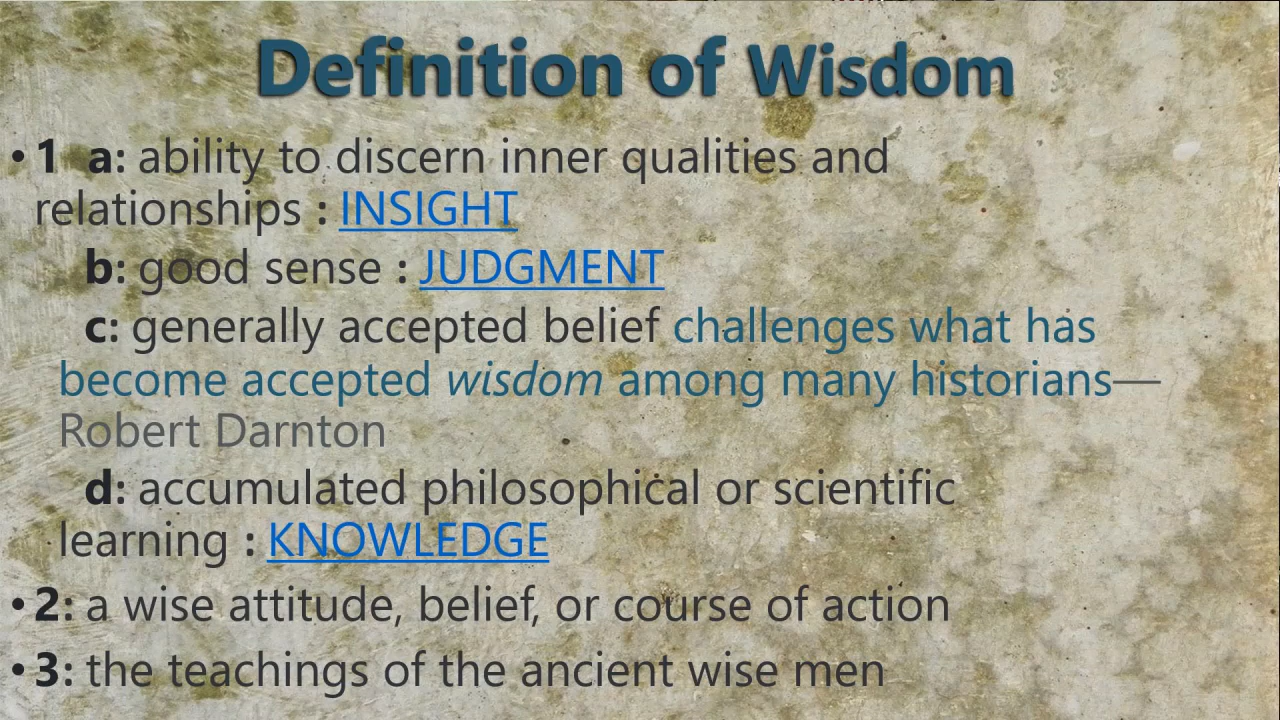 Definition of Wisdom
• 1 a: ability to discern inner qualities and
relationships : INSIGHT
b: good sense : JUDGMENT
c: generally accepted belief challenges what has
become accepted wisdom among many historians—
Robert Darnton
d: accumulated philosophical or scientific
learning : KNOWLEDGE
• 2: a wise attitude, belief, or course of action
• 3: the teachings of the ancient wise men